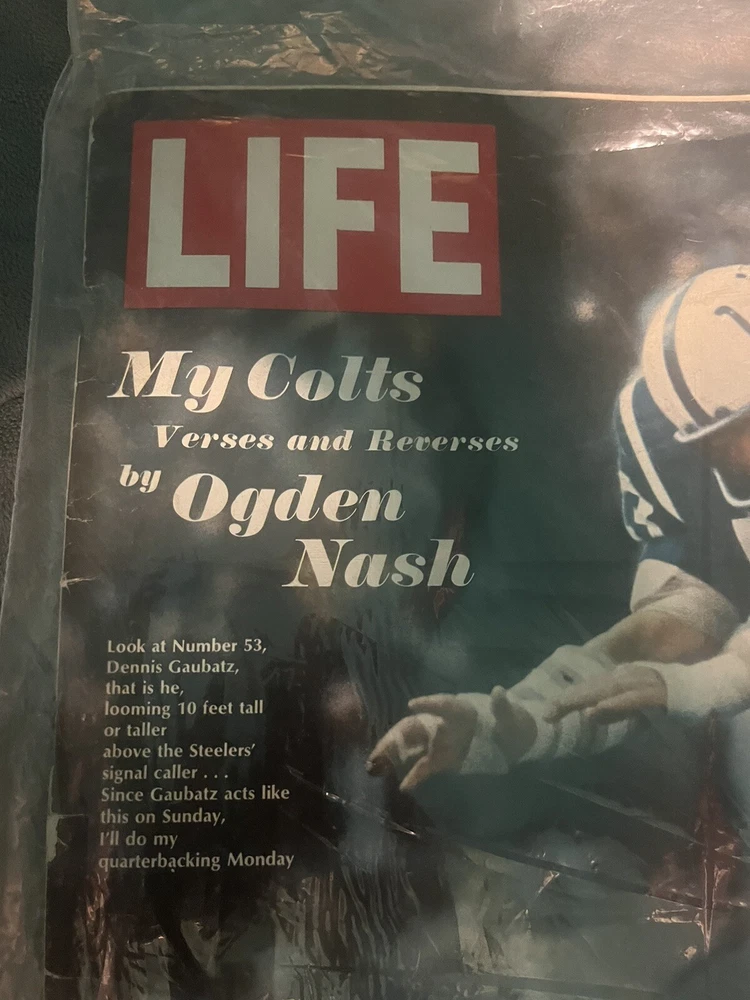 LIFE
My Colts
Verses and Reverses
by Ogden
Nash
Look at Number 53,
Dennis Gaubatz,
that is he,
looming 10 feet tall
or taller
above the Steelers'
signal caller . . .
Since Gaubatz acts like
this on Sunday,
I'll do my
quarterbacking Monday